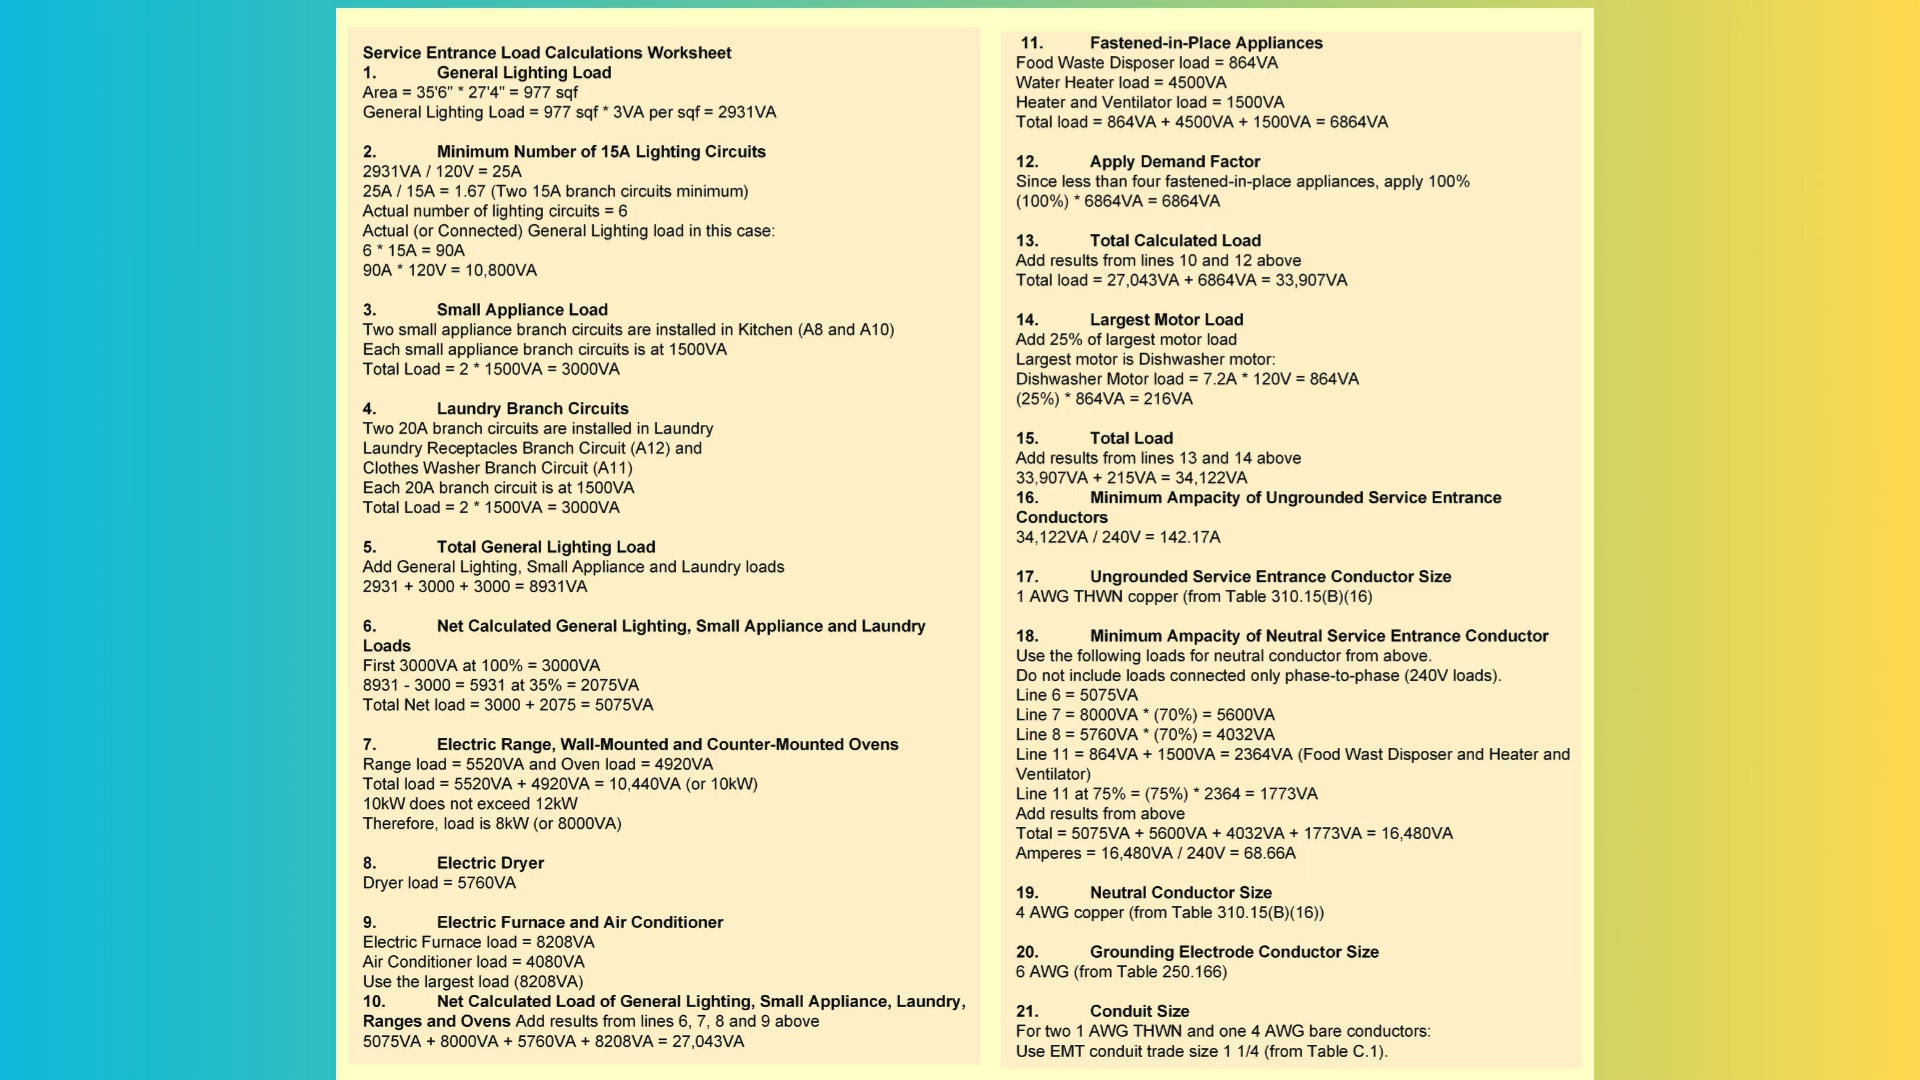 Service Entrance Load Calculations Worksheet
1. General Lighting Load
Area = 35'6" * 27'4" = 977 sqf
General Lighting Load = 977 sqf * 3VA per sqf = 2931VA
2. Minimum Number of 15A Lighting Circuits
2931VA / 120V = 25A
25A / 15A = 1.67 (Two 15A branch circuits minimum)
Actual number of lighting circuits = 6
Actual (or Connected) General Lighting load in this case:
6 * 15A = 90A
90A * 120V = 10,800VA
3. Small Appliance Load
Two small appliance branch circuits are installed in Kitchen (A8 and A10)
Each small appliance branch circuits is at 1500VA
Total Load = 2 * 1500VA = 3000VA
4. Laundry Branch Circuits
Two 20A branch circuits are installed in Laundry
Laundry Receptacles Branch Circuit (A12) and
Clothes Washer Branch Circuit (A11)
Each 20A branch circuit is at 1500VA
Total Load = 2 * 1500VA = 3000VA
5. Total General Lighting Load
Add General Lighting, Small Appliance and Laundry loads
2931 + 3000 + 3000 = 8931VA
6. Net Calculated General Lighting, Small Appliance and Laundry
Loads
First 3000VA at 100% = 3000VA
8931 - 3000 = 5931 at 35% = 2075VA
Total Net load = 3000 + 2075 = 5075VA
7. Electric Range, Wall-Mounted and Counter-Mounted Ovens
Range load = 5520VA and Oven load = 4920VA
Total load = 5520VA + 4920VA = 10,440VA (or 10kW)
10kW does not exceed 12kW
Therefore, load is 8kW (or 8000VA)
8. Electric Dryer
Dryer load = 5760VA
9. Electric Furnace and Air Conditioner
Electric Furnace load = 8208VA
Air Conditioner load = 4080VA
Use the largest load (8208VA)
10. Net Calculated Load of General Lighting, Small Appliance, Laundry,
Ranges and Ovens Add results from lines 6, 7, 8 and 9 above
5075VA + 8000VA + 5760VA + 8208VA = 27,043VA
11. Fastened-in-Place Appliances
Food Waste Disposer load = 864VA
Water Heater load = 4500VA
Heater and Ventilator load = 1500VA
Total load = 864VA + 4500VA + 1500VA = 6864VA
12. Apply Demand Factor
Since less than four fastened-in-place appliances, apply 100%
(100%) * 6864VA = 6864VA
13. Total Calculated Load
Add results from lines 10 and 12 above
Total load = 27,043VA + 6864VA = 33,907VA
14. Largest Motor Load
Add 25% of largest motor load
Largest motor is Dishwasher motor:
Dishwasher Motor load = 7.2A * 120V = 864VA
(25%) * 864VA = 216VA
15. Total Load
Add results from lines 13 and 14 above
33,907VA + 215VA = 34,122VA
16. Minimum Ampacity of Ungrounded Service Entrance
Conductors
34,122VA / 240V = 142.17A
17. Ungrounded Service Entrance Conductor Size
1 AWG THWN copper (from Table 310.15(B)(16)
18. Minimum Ampacity of Neutral Service Entrance Conductor
Use the following loads for neutral conductor from above.
Do not include loads connected only phase-to-phase (240V loads).
Line 6 = 5075VA
Line 7 = 8000VA * (70%) = 5600VA
Line 8 = 5760VA * (70%) = 4032VA
Line 11 = 864VA + 1500VA = 2364VA (Food Wast Disposer and Heater and
Ventilator)
Line 11 at 75% = (75%) * 2364 = 1773VA
Add results from above
Total = 5075VA + 5600VA + 4032VA + 1773VA = 16,480VA
Amperes = 16,480VA / 240V = 68.66A
19. Neutral Conductor Size
4 AWG copper (from Table 310.15(B)(16))
20. Grounding Electrode Conductor Size
6 AWG (from Table 250.166)
21. Conduit Size
For two 1 AWG THWN and one 4 AWG bare conductors:
Use EMT conduit trade size 1 1/4 (from Table C.1).